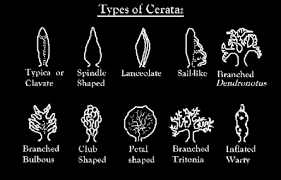 Types of Cerata
Typica or
Clavate
Spindle
Shaped
Lanceolate
Sail-like
Branched
Dendronotus
Branched
Bulbous
Club
Shaped
Petal
shaped
Branched
Tritonia
Inflated
Warty